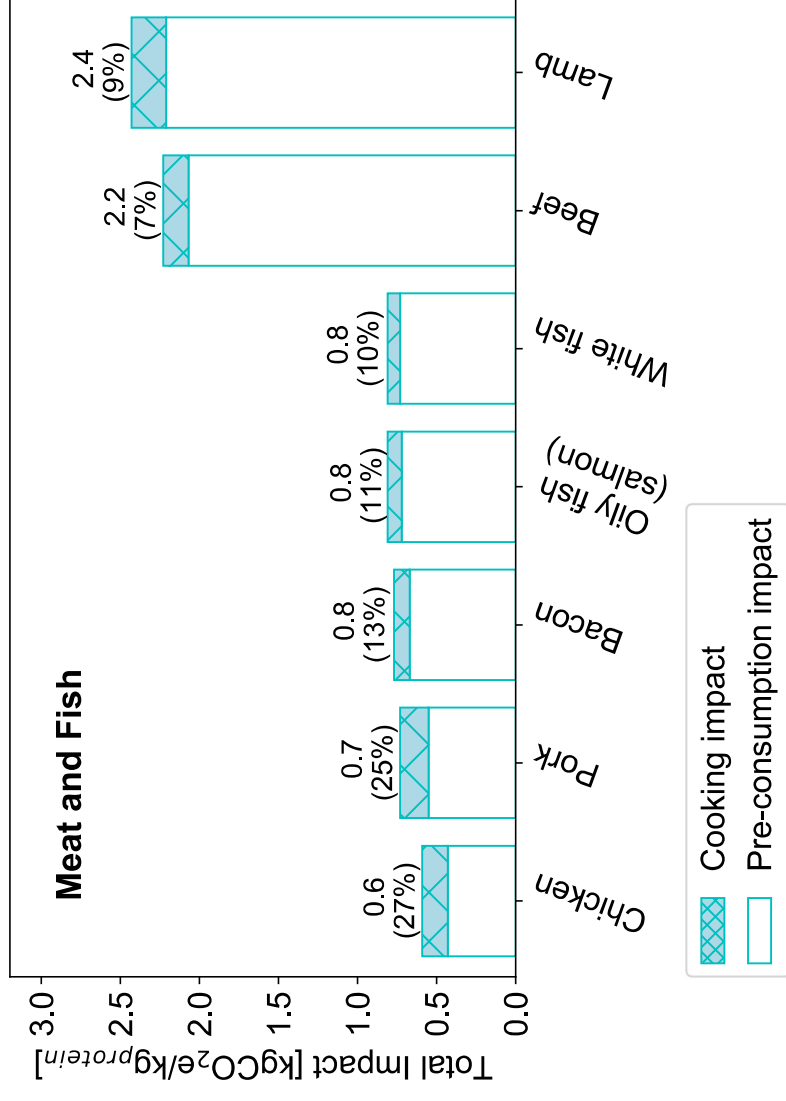 Meat and Fish
Total Impact [kgCO₂e/kg protein]
3.0
2.5
2.0
1.5
1.0
0.5
0.0
0.6
(27%)
0.7
(25%)
0.8
(13%)
0.8
(11%)
0.8
(10%)
2.2
(7%)
2.4
(9%)
Chicken
Pork
Bacon
Oily fish
(salmon)
White fish
Beef
Lamb
Cooking impact
Pre-consumption impact